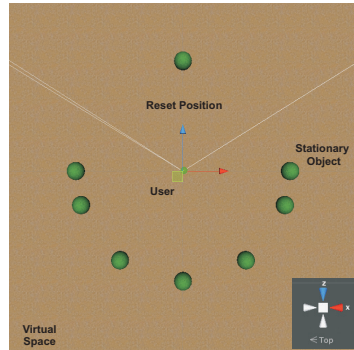 Reset Position
Stationary
Object
User
z
x
< Top
Virtual
Space